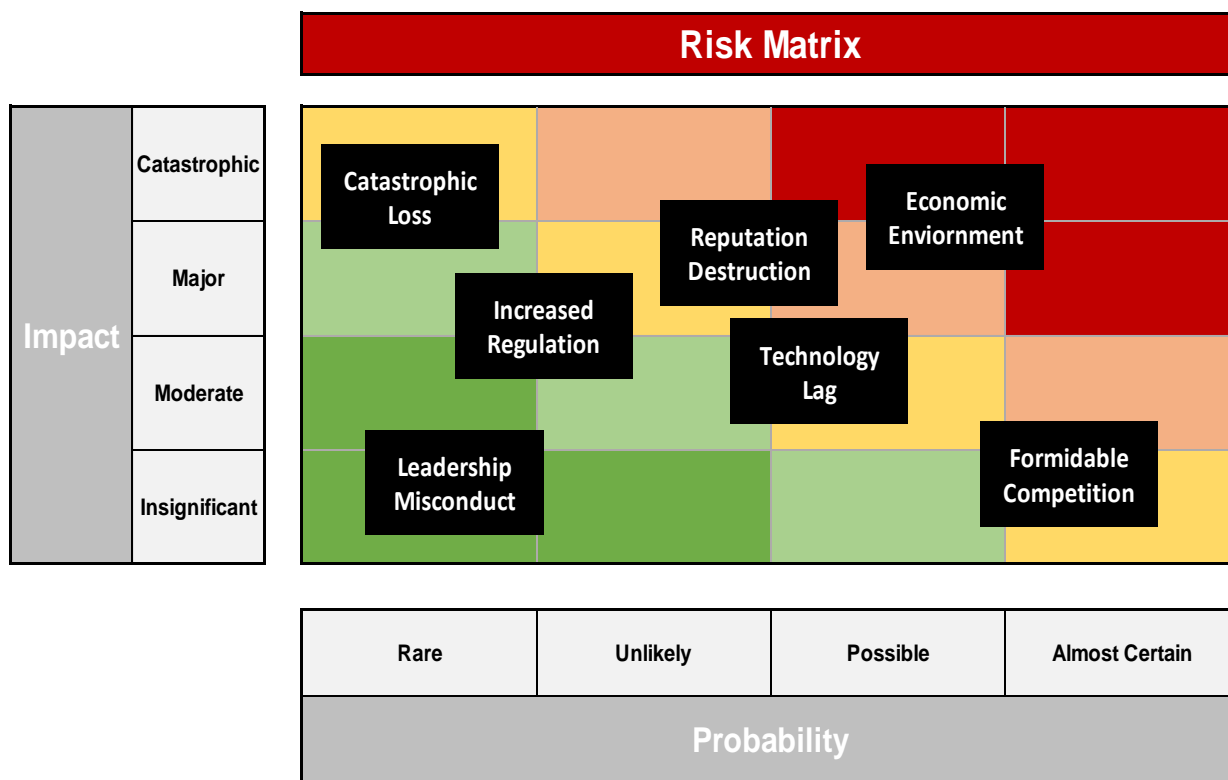 Risk Matrix
Catastrophic
Major
Moderate
Insignificant
Impact
Catastrophic
Loss
Economic
Enviornment
Reputation
Destruction
Increased
Regulation
Technology
Lag
Leadership
Misconduct
Formidable
Competition
Rare
Unlikely
Possible
Almost Certain
Probability